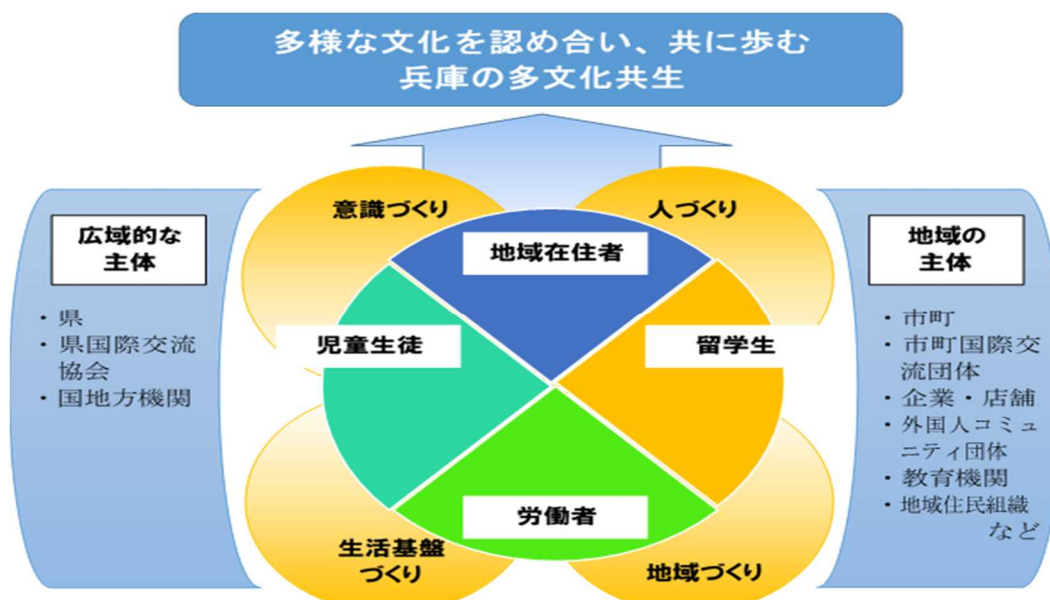 多様な文化を認め合い、共に歩む
兵庫の多文化共生
広域的な
主体
・県
・県国際交流
協会
・国地方機関
意識づくり
人づくり
地域在住者
児童生徒
留学生
労働者
生活基盤
づくり
地域づくり
地域の
主体
・市町
・市町国際交
流団体
・企業・店舗
・外国人コミュ
ニティ団体
・教育機関
・地域住民組織
など